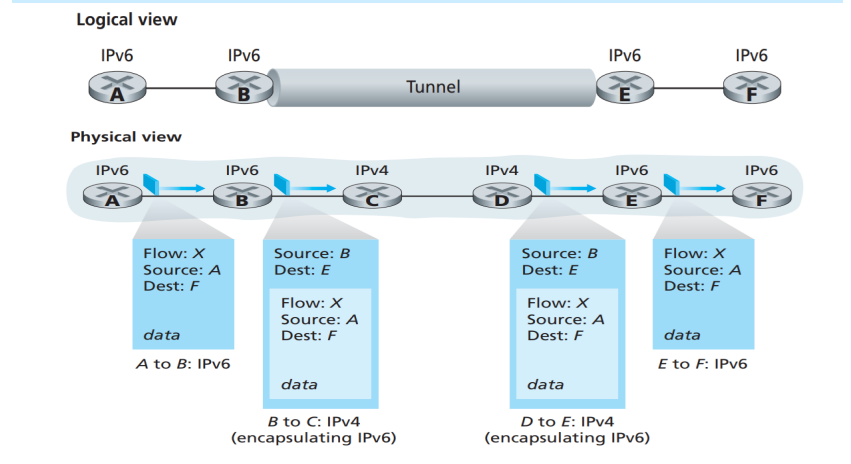 Logical view
IPv6 IPv6 IPv6 IPv6
A B Tunnel E F
Physical view
IPv6 IPv6 IPv4 IPv4 IPv6 IPv6
A B C D E F
Flow: X
Source: A
Dest: F
data
A to B: IPv6
Source: B
Dest: E
Flow: X
Source: A
Dest: F
data
B to C: IPv4
(encapsulating IPv6)
Source: B
Dest: E
Flow: X
Source: A
Dest: F
data
D to E: IPv4
(encapsulating IPv6)
Flow: X
Source: A
Dest: F
data
E to F: IPv6